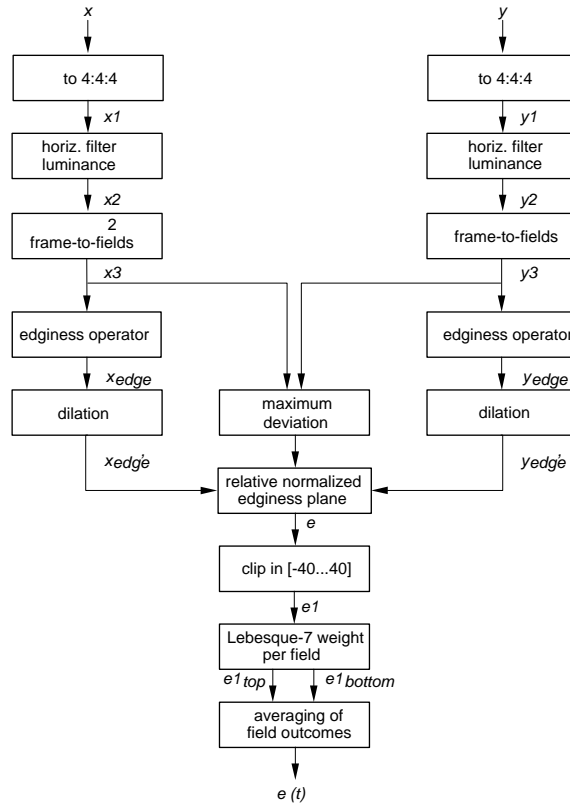 x
y
to 4:4:4
to 4:4:4
x1
y1
horiz. filter
luminance
horiz. filter
luminance
x2
y2
2
frame-to-fields
frame-to-fields
x3
y3
edginess operator
edginess operator
xedge
yedge
dilation
maximum
deviation
dilation
xedg'e
yedg'e
relative normalized
edginess plane
e
clip in [-40...40]
e1
Lebesque-7 weight
per field
e1top
e1bottom
averaging of
field outcomes
e (t)